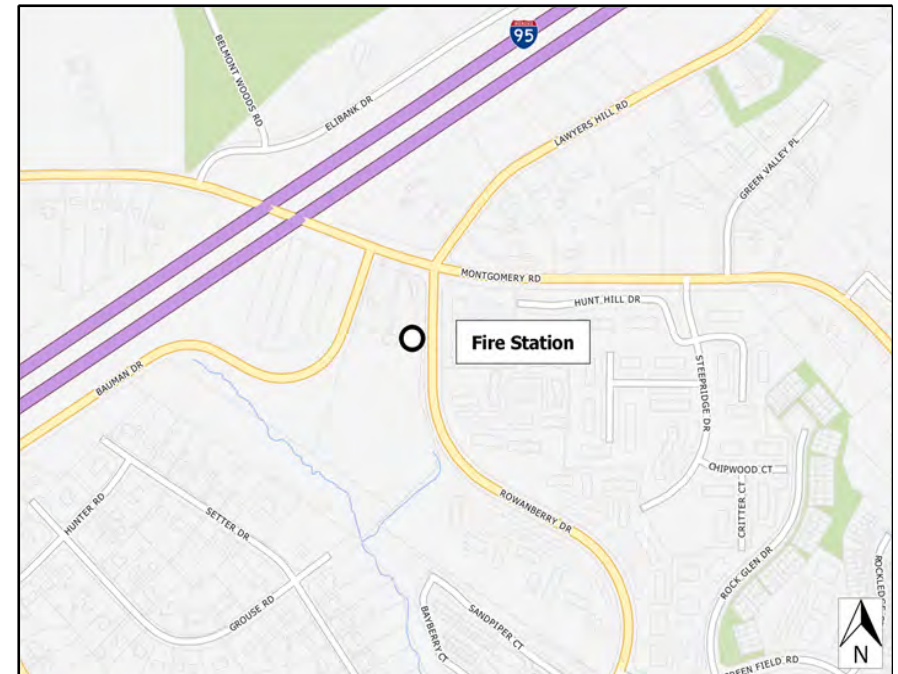 95
BELMONT WOODS RD
ELIBANK DR
LAWYERS HILL RD
GREEN VALLEY PL
MONTGOMERY RD
HUNT HILL DR
Fire Station
STEEPRIDGE DR
BAUMAN DR
CHIPWOOD CT
CRITTER CT
ROWANBERRY DR
HUNTER RD
SETTER DR
ROCK GLEN DR
GROUSE RD
SANDPIPER CT
BAYBERRY CT
N